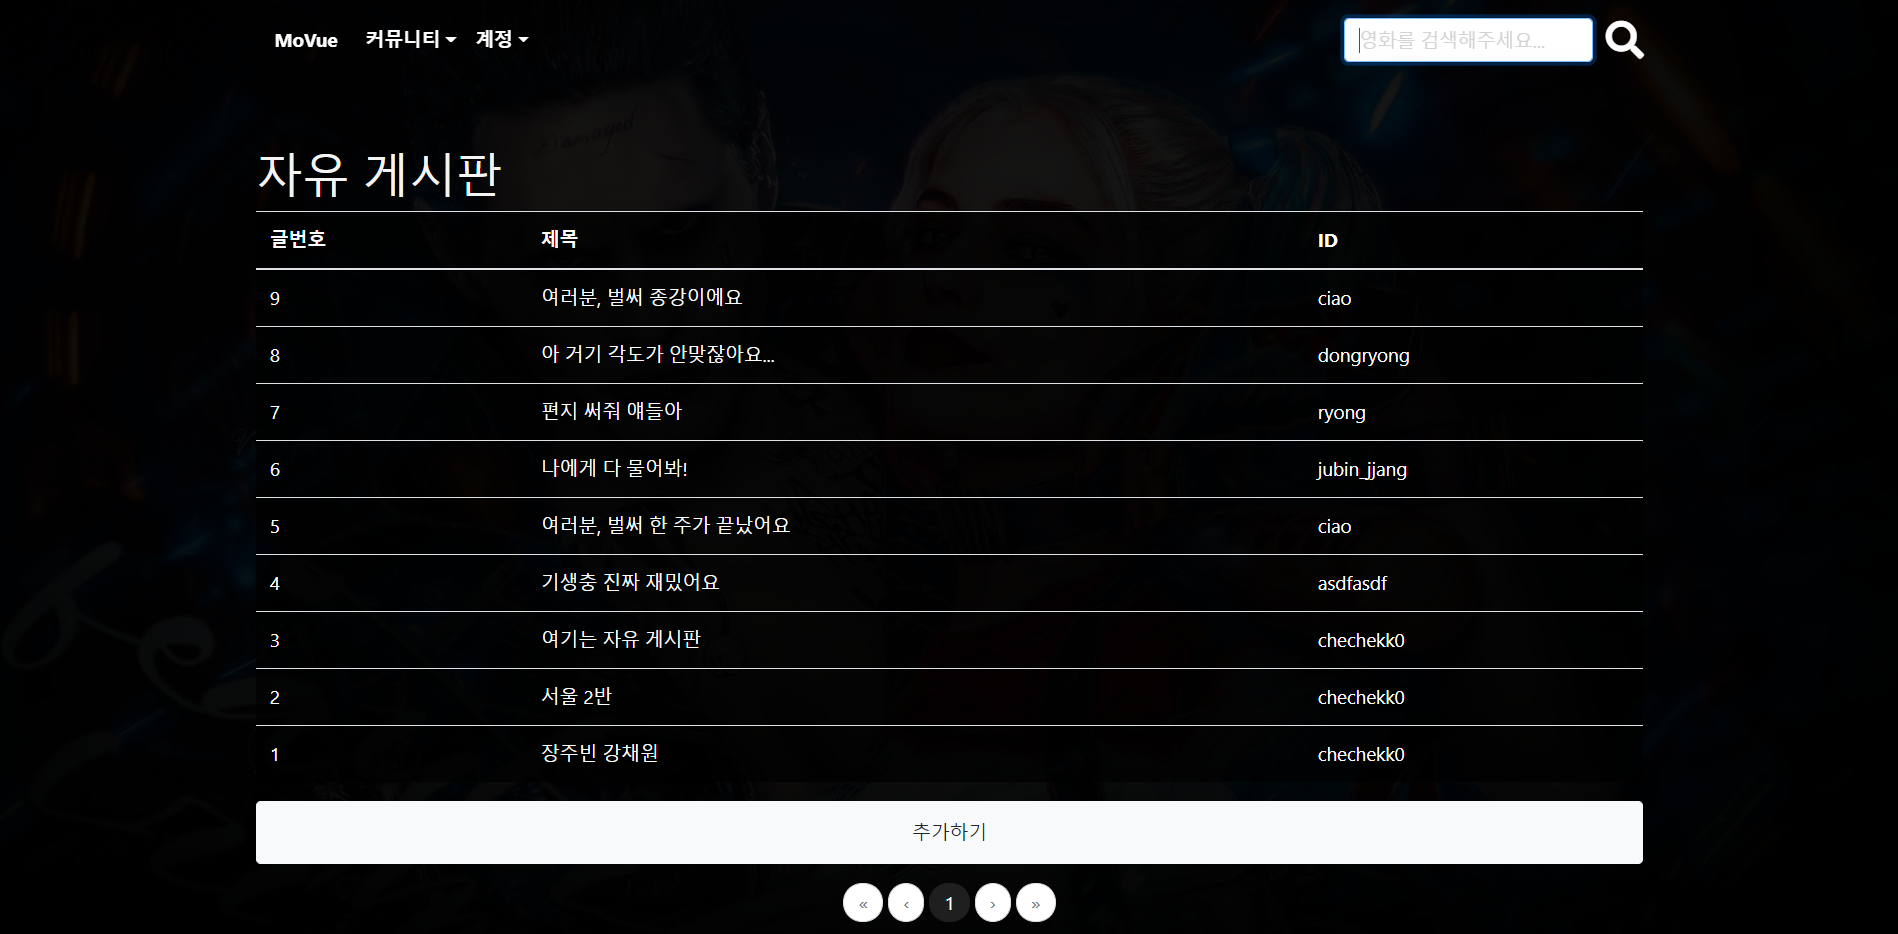 MoVue 커뮤니티 계정 영화를 검색해주세요...
Damaged
자유 게시판
글번호 제목 ID
9 여러분, 벌써 종강이에요 ciao
8 아 거기 각도가 안맞잖아요... dongryong
7 편지 써줘 얘들아 ryong
6 나에게 다 물어봐! jubin_jjang
5 여러분, 벌써 한 주가 끝났어요 ciao
4 기생충 진짜 재밌어요 asdfasdf
3 여기는 자유 게시판 chechekk0
2 서울 2반 chechekk0
1 장주빈 강채원 chechekk0
추가하기
« ‹ 1 › »